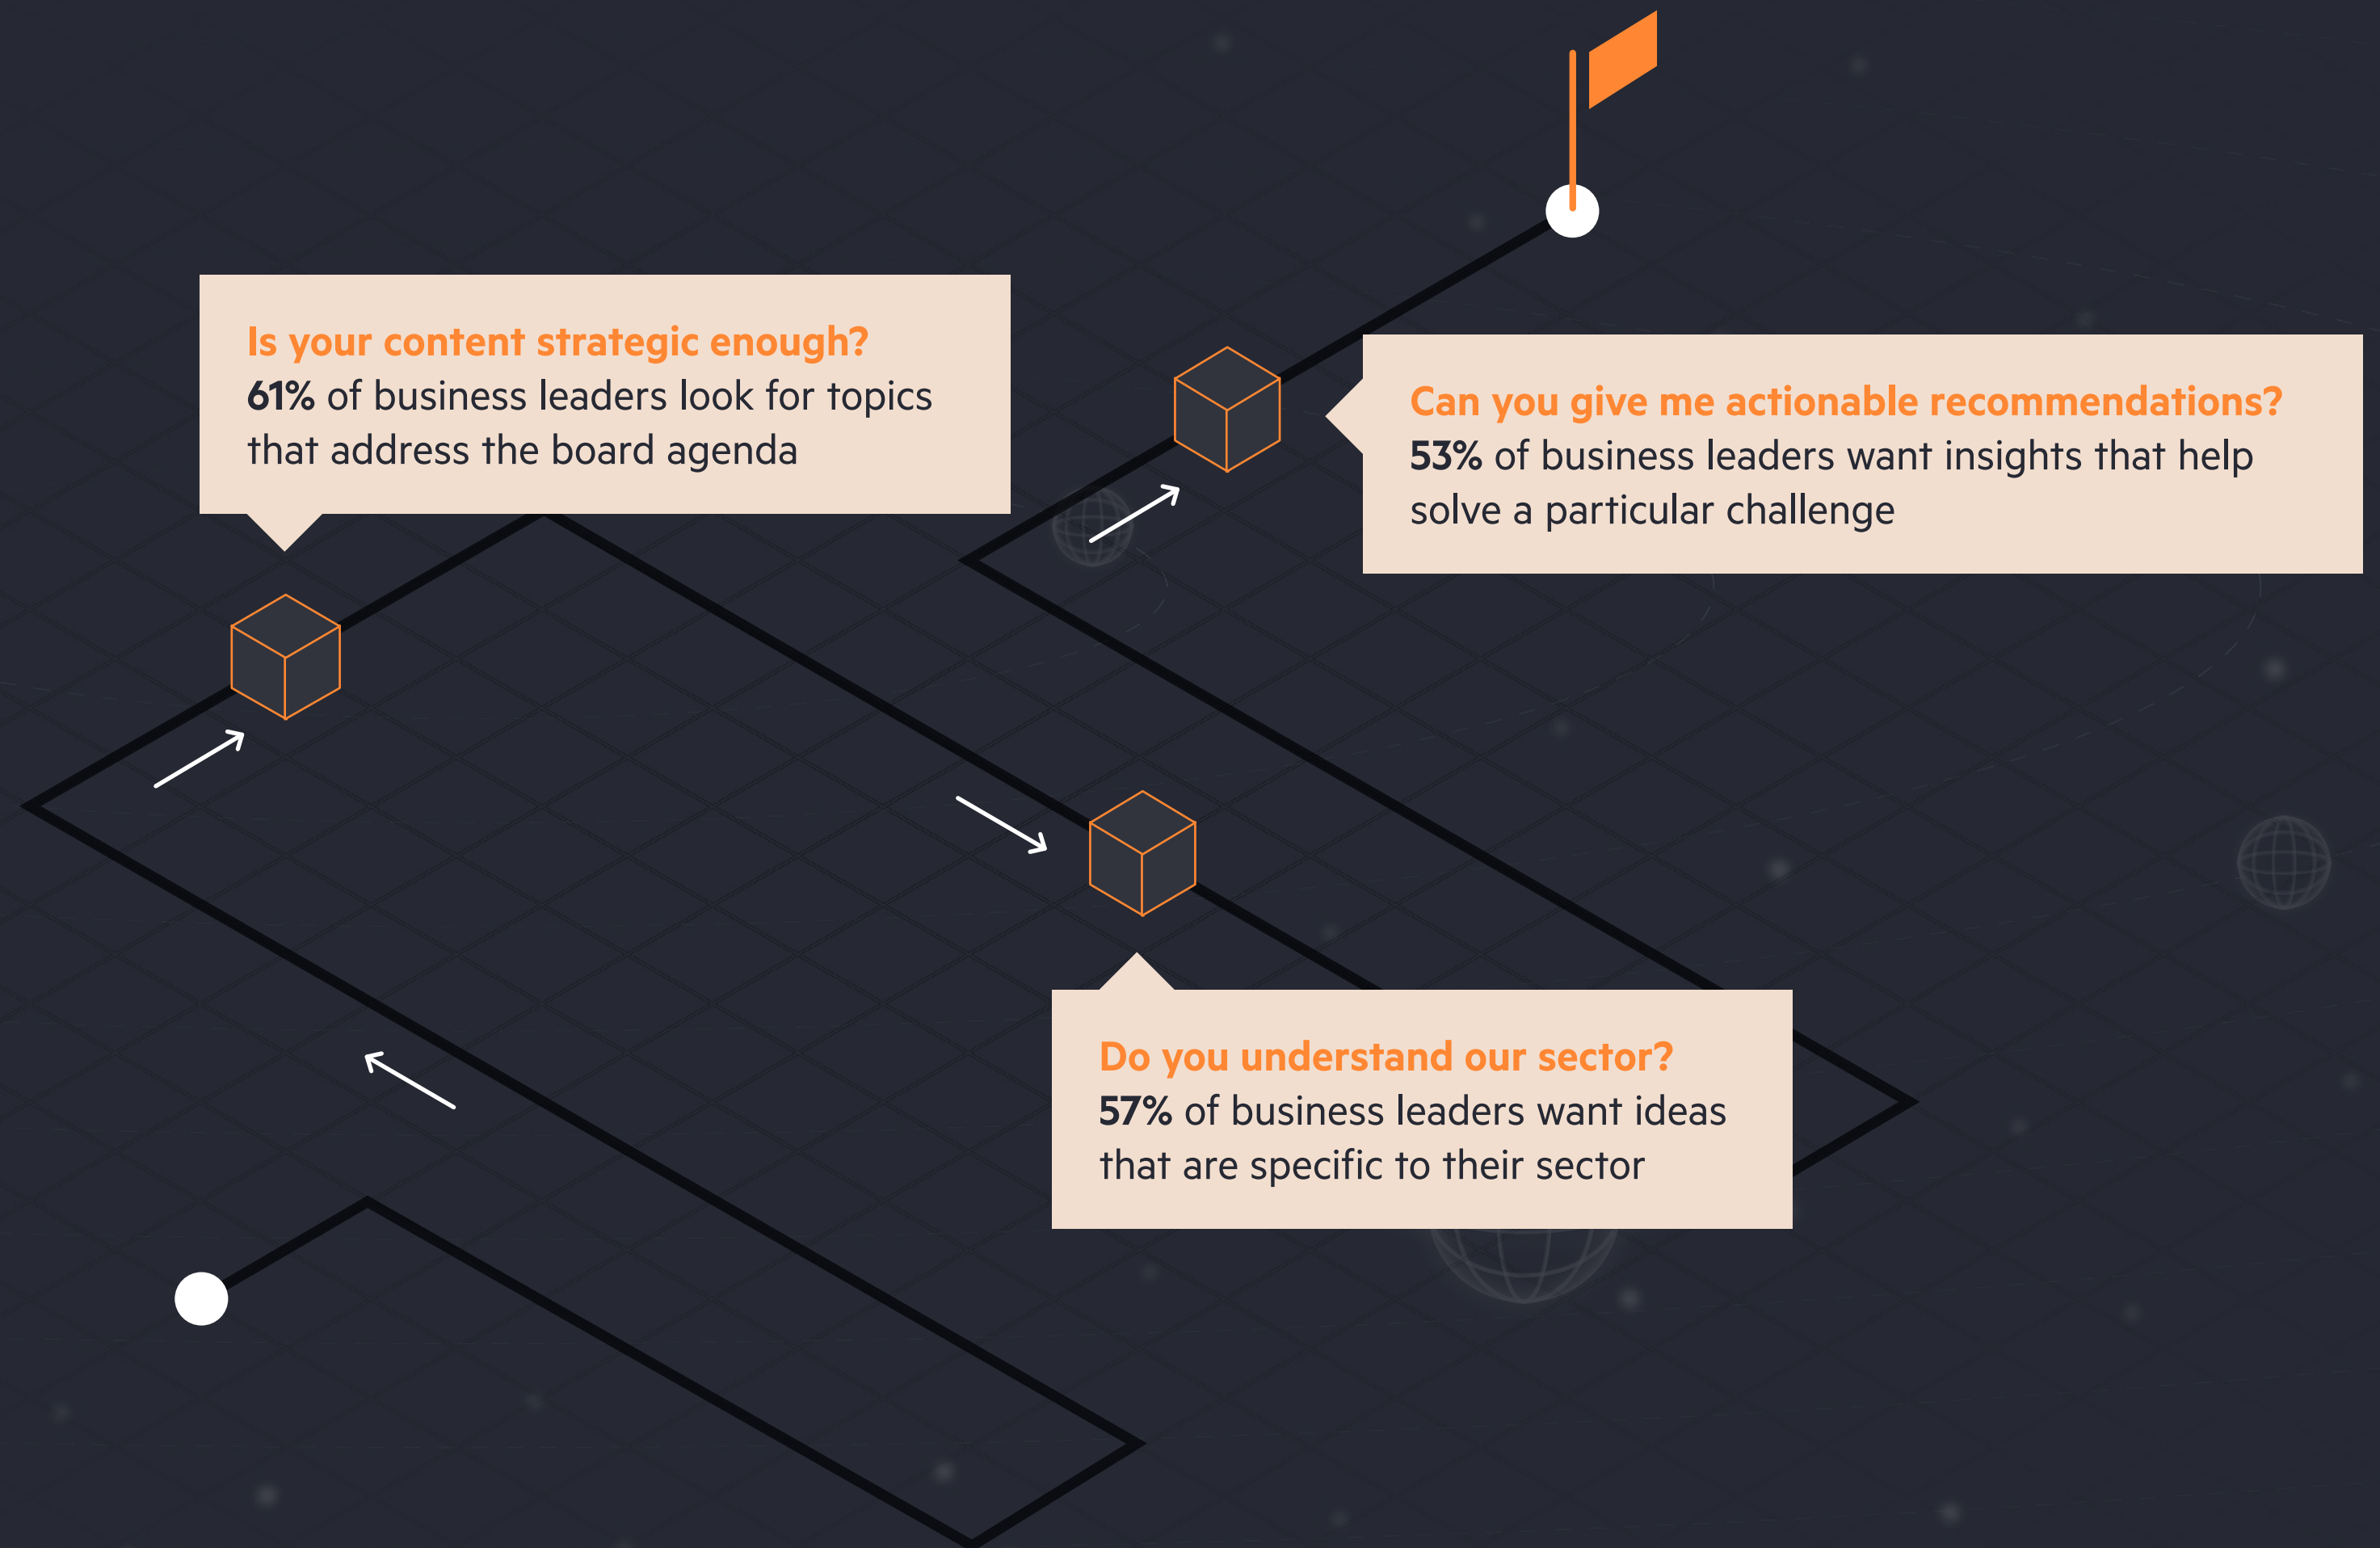 Is your content strategic enough?
61% of business leaders look for topics
that address the board agenda
Can you give me actionable recommendations?
53% of business leaders want insights that help
solve a particular challenge
Do you understand our sector?
57% of business leaders want ideas
that are specific to their sector